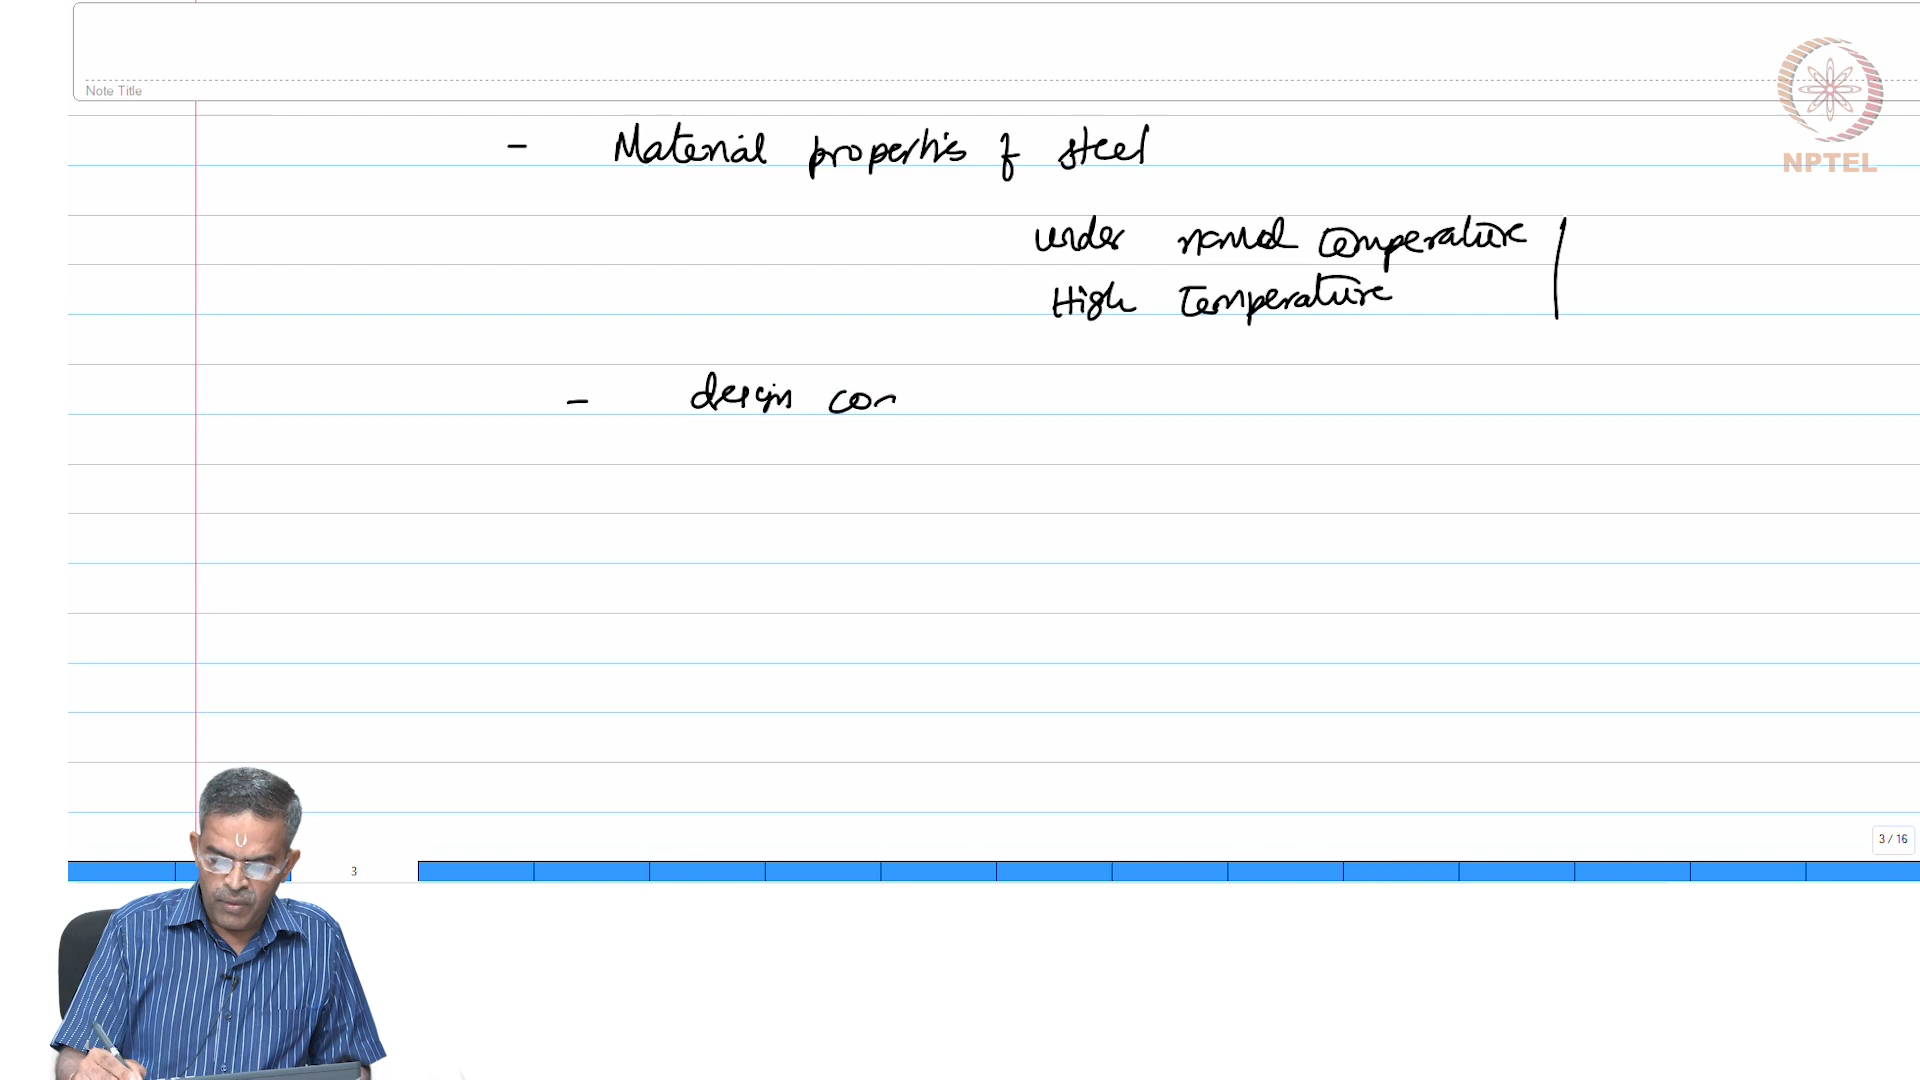 Note Title
NPTEL
- Material properties of steel
under normal temperature
High Temperature
- design con
3 / 16
3